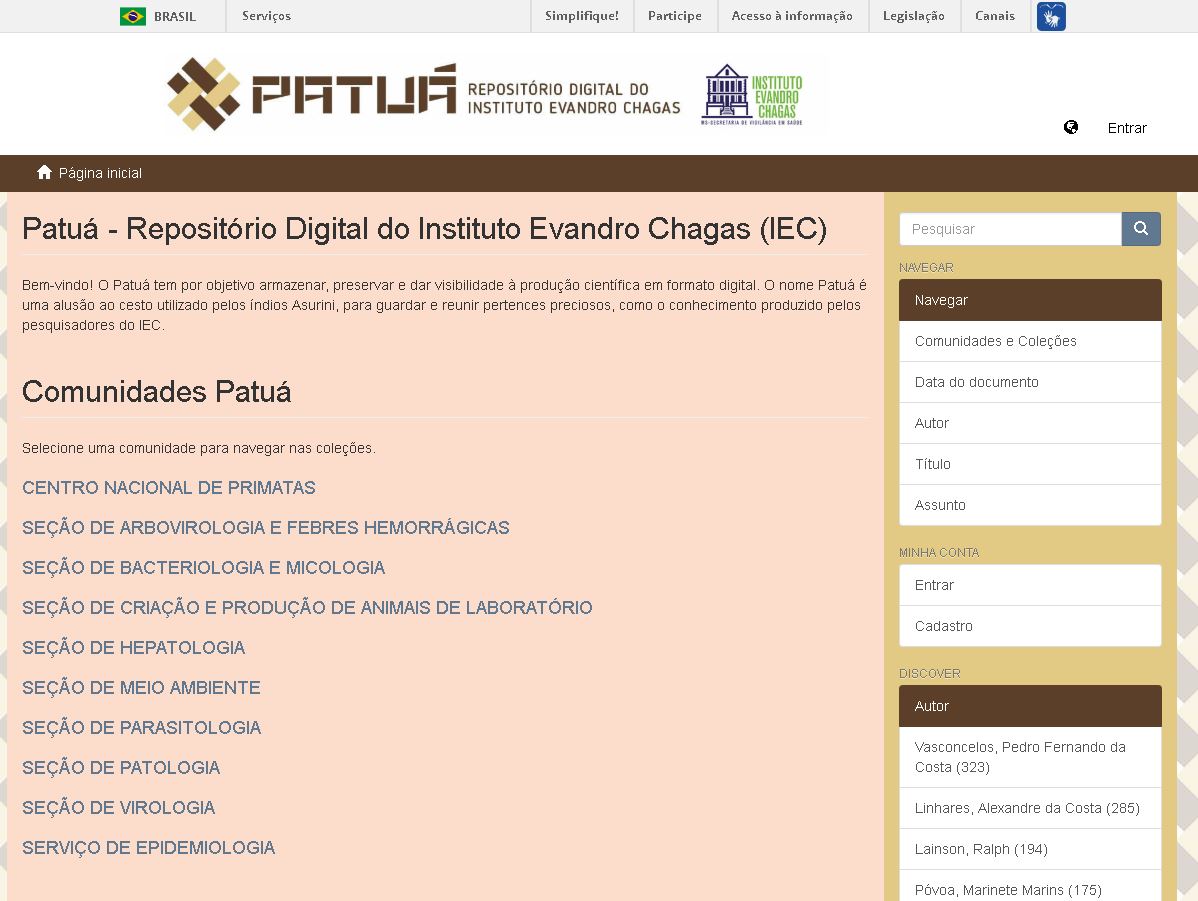 BRASIL
Serviços
Simplifique!
Participe
Acesso à informação
Legislação
Canais
PATUÁ
REPOSITÓRIO DIGITAL DO
INSTITUTO EVANDRO CHAGAS
INSTITUTO
EVANDRO
CHAGAS
MS-SECRETARIA DE VIGILÂNCIA EM SAÚDE
Entrar
Página inicial
Patuá - Repositório Digital do Instituto Evandro Chagas (IEC)
Bem-vindo! O Patuá tem por objetivo armazenar, preservar e dar visibilidade à produção científica em formato digital. O nome Patuá é
uma alusão ao cesto utilizado pelos índios Asurini, para guardar e reunir pertences preciosos, como o conhecimento produzido pelos
pesquisadores do IEC.
Comunidades Patuá
Selecione uma comunidade para navegar nas coleções.
CENTRO NACIONAL DE PRIMATAS
SEÇÃO DE ARBOVIROLOGIA E FEBRES HEMORRÁGICAS
SEÇÃO DE BACTERIOLOGIA E MICOLOGIA
SEÇÃO DE CRIAÇÃO E PRODUÇÃO DE ANIMAIS DE LABORATÓRIO
SEÇÃO DE HEPATOLOGIA
SEÇÃO DE MEIO AMBIENTE
SEÇÃO DE PARASITOLOGIA
SEÇÃO DE PATOLOGIA
SEÇÃO DE VIROLOGIA
SERVIÇO DE EPIDEMIOLOGIA
Pesquisar
NAVEGAR
Navegar
Comunidades e Coleções
Data do documento
Autor
Título
Assunto
MINHA CONTA
Entrar
Cadastro
DISCOVER
Autor
Vasconcelos, Pedro Fernando da
Costa (323)
Linhares, Alexandre da Costa (285)
Lainson, Ralph (194)
Póvoa, Marinete Marins (175)